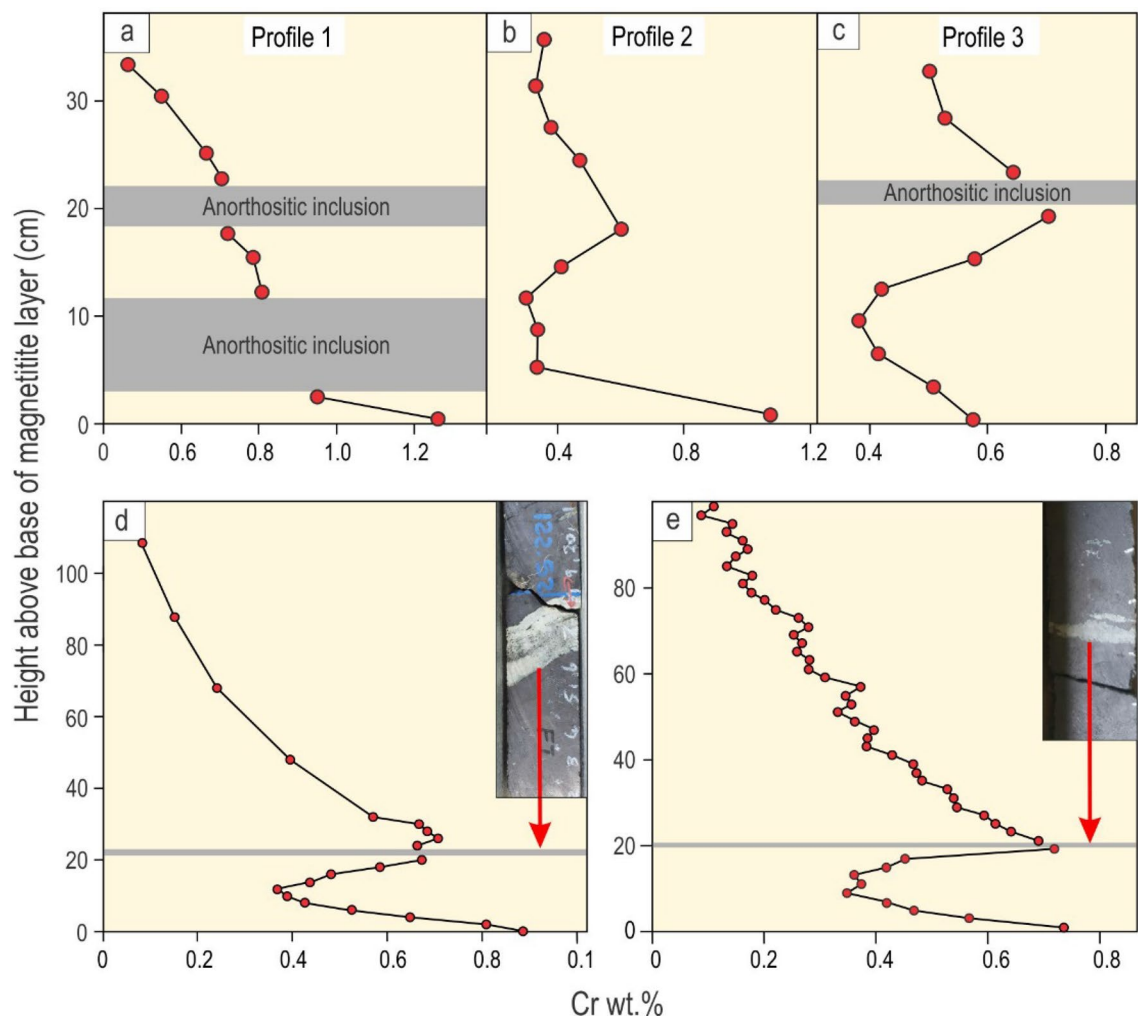 a Profile 1 b Profile 2 c Profile 3
30
20
10
0
Anorthositic inclusion
Anorthositic inclusion
Anorthositic inclusion
0 0.6 0.8 1.0 1.2
0.4 0.8 1.2
0.4 0.6 0.8
Height above base of magnetitite layer (cm)
d
100
80
60
40
20
0
122.52
0 0.2 0.4 0.6 0.8 0.1
e
80
60
40
20
0
0 0.2 0.4 0.6 0.8
Cr wt.%